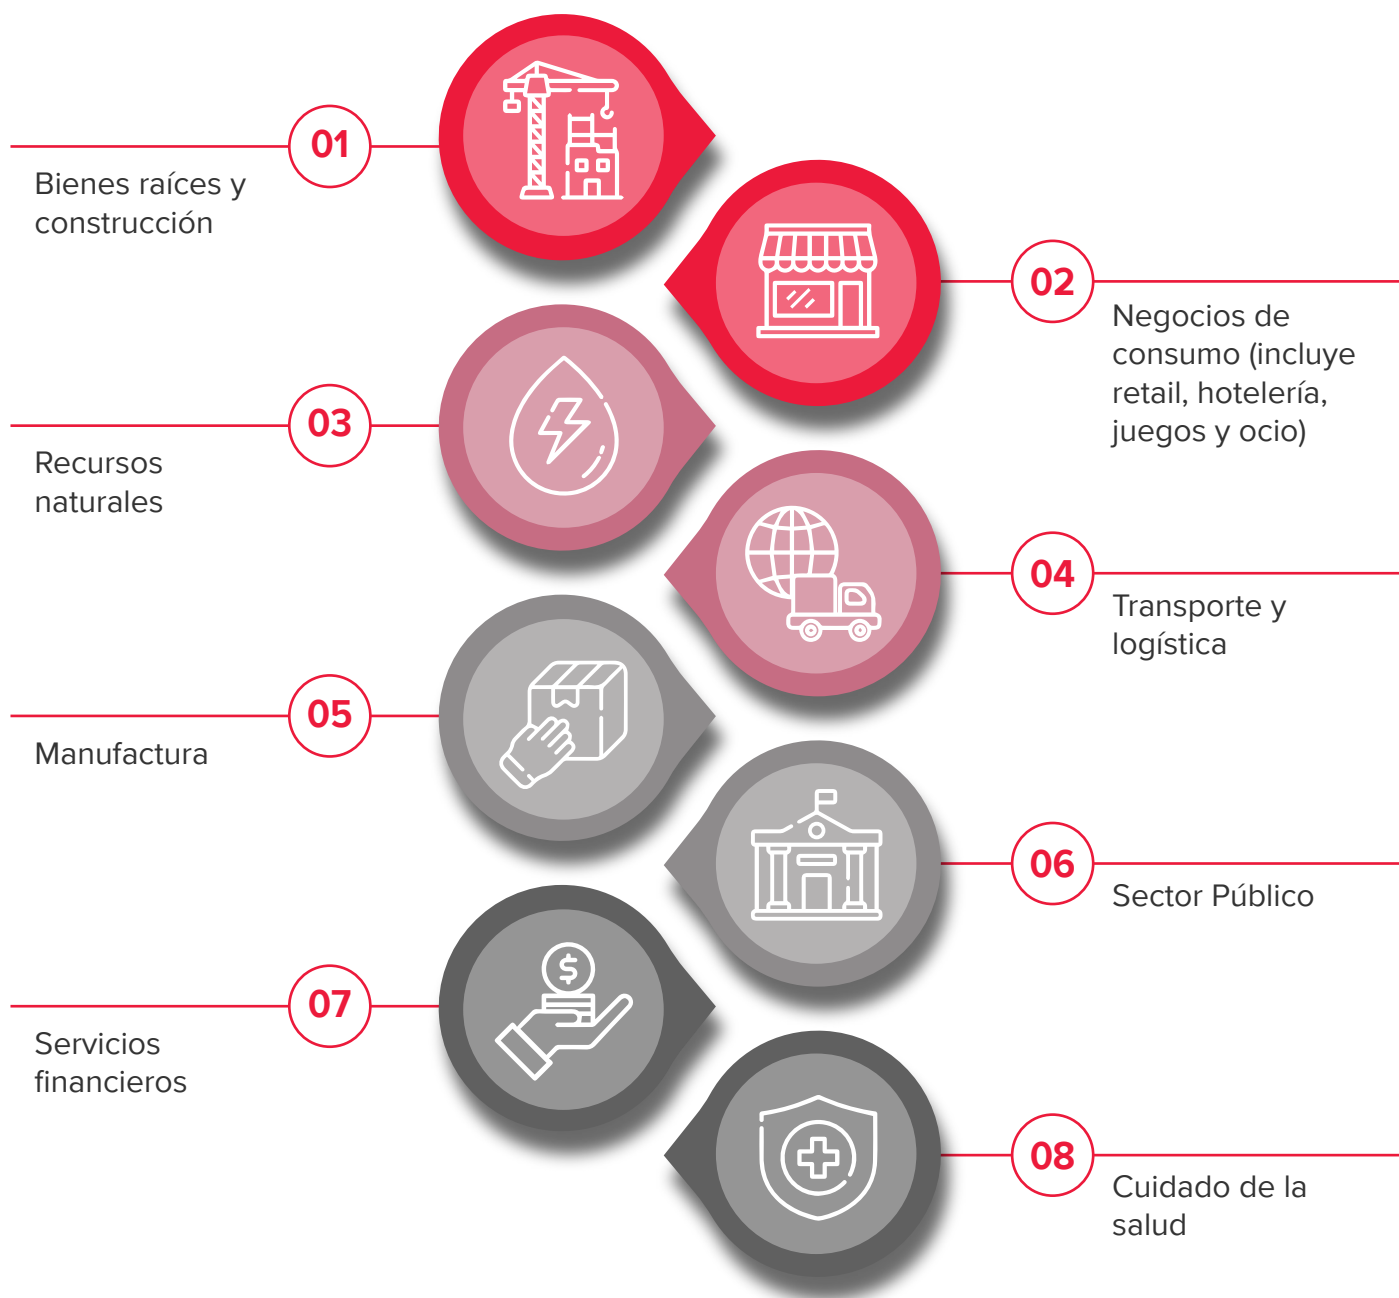 01
Bienes raíces y
construcción
02
Negocios de
consumo (incluye
retail, hotelería,
juegos y ocio)
03
Recursos
naturales
04
Transporte y
logística
05
Manufactura
06
Sector Público
07
Servicios
financieros
$
08
Cuidado de la
salud